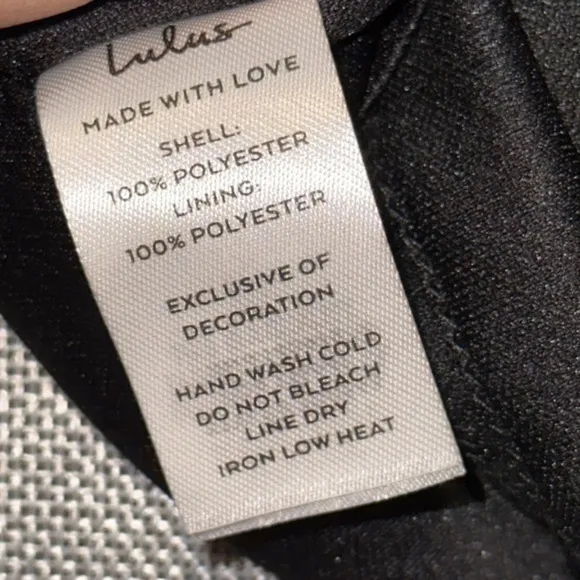 Lulus
MADE WITH LOVE
SHELL:
100% POLYESTER
LINING:
100% POLYESTER
EXCLUSIVE OF
DECORATION
HAND WASH COLD
DO NOT BLEACH
LINE DRY
IRON LOW HEAT